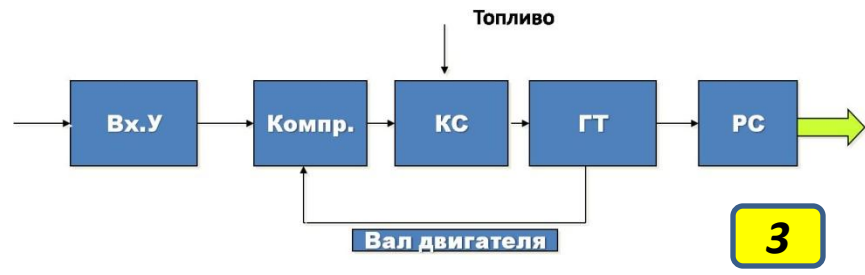 Топливо
Вх.У
Компр.
КС
ГТ
РС
Вал двигателя
3